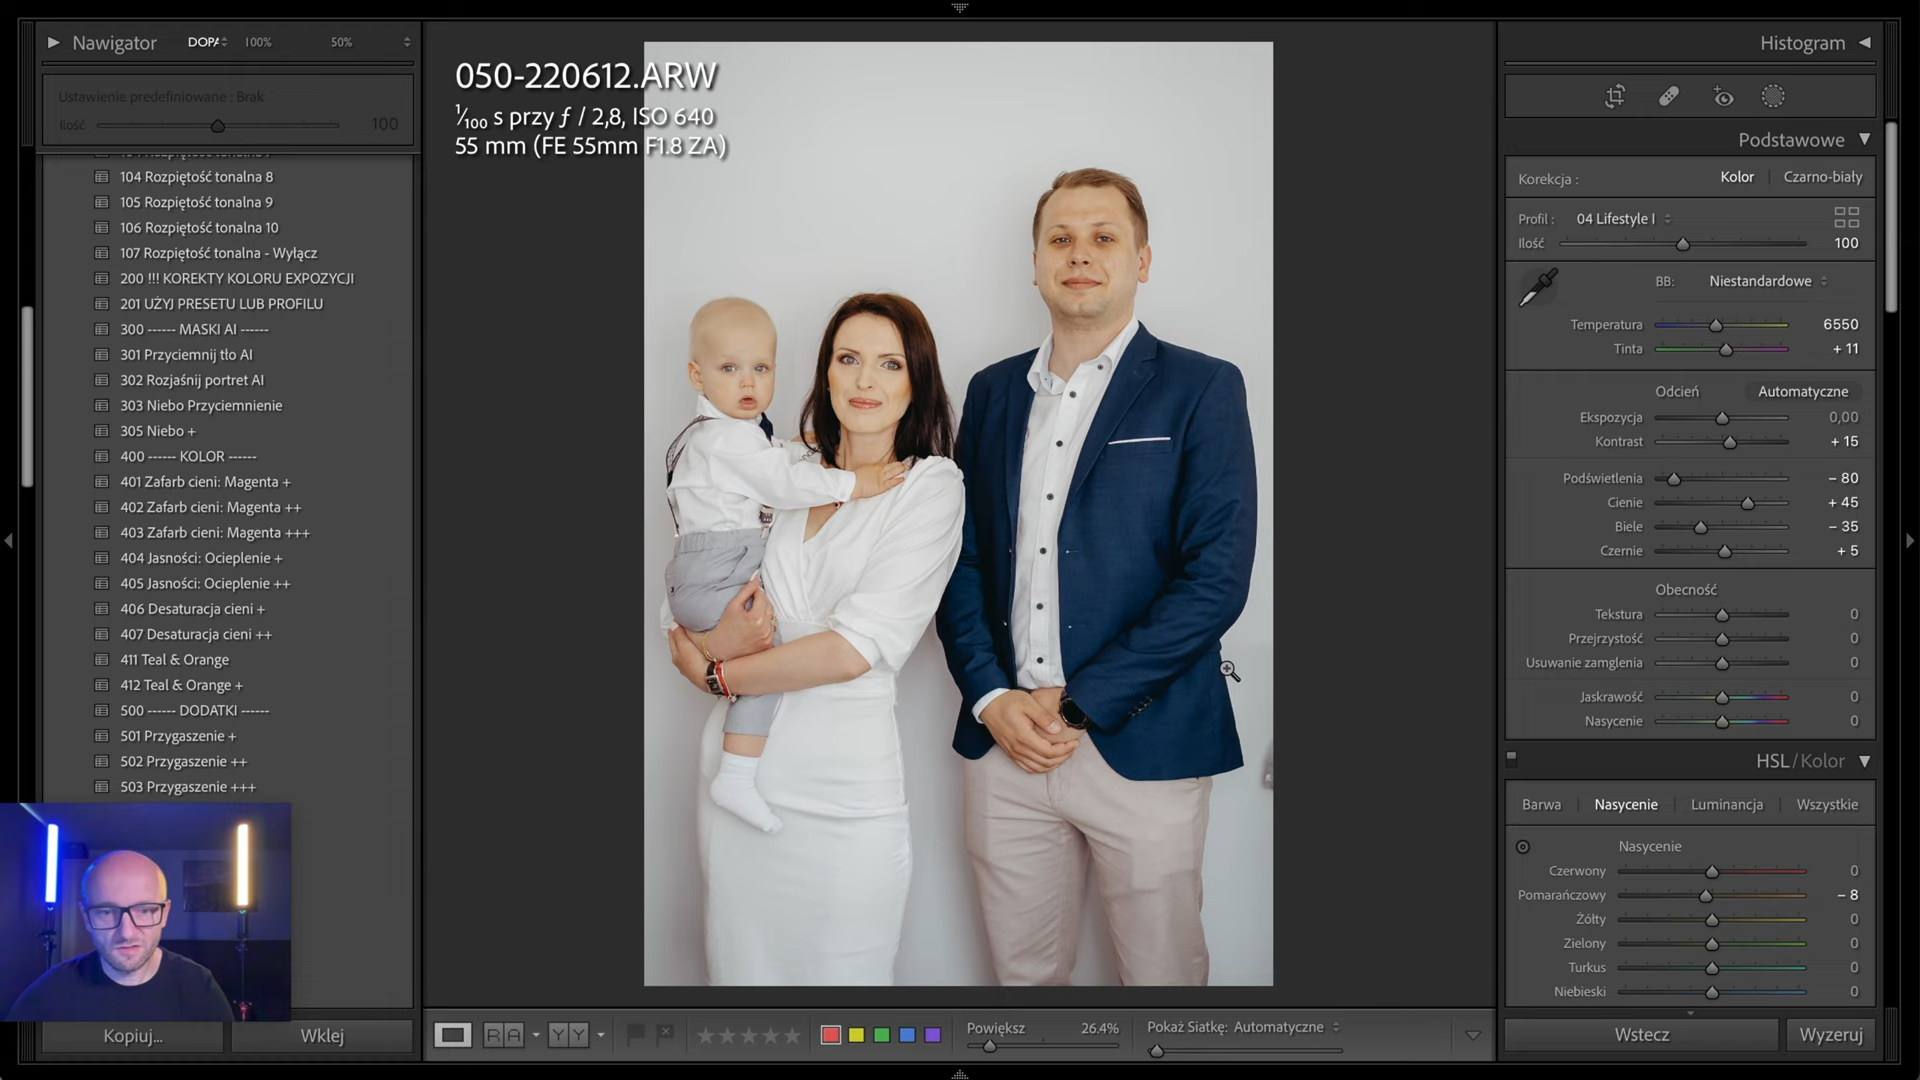 Nawigator DOPA 100% 50%
Ustawienie predefiniowane : Brak
Ilość 100
104 Rozpiętość tonalna 8
105 Rozpiętość tonalna 9
106 Rozpiętość tonalna 10
107 Rozpiętość tonalna - Wyłącz
200 !!! KOREKTY KOLORU EKSPOZYCJI
201 UŻYJ PRESETU LUB PROFILU
300 ------ MASKI AI ------
301 Przyciemnij tło AI
302 Rozjaśnij portret AI
303 Niebo Przyciemnienie
305 Niebo +
400 ------ KOLOR ------
401 Zafarb cieni: Magenta +
402 Zafarb cieni: Magenta ++
403 Zafarb cieni: Magenta +++
404 Jasności: Ocieplenie +
405 Jasności: Ocieplenie ++
406 Desaturacja cieni +
407 Desaturacja cieni ++
411 Teal & Orange
412 Teal & Orange +
500 ------ DODATKI ------
501 Przygaszenie +
502 Przygaszenie ++
503 Przygaszenie +++
Kopiuj... Wklej
050-220612.ARW
1/100 s przy ƒ / 2,8, ISO 640
55 mm (FE 55mm F1.8 ZA)
RA YY
Powiększ 26.4% Pokaż Siatkę: Automatyczne
Histogram
Podstawowe
Korekcja : Kolor | Czarno-biały
Profil : 04 Lifestyle I
Ilość 100
BB: Niestandardowe
Temperatura 6550
Tinta + 11
Odcień Automatyczne
Ekspozycja 0,00
Kontrast + 15
Podświetlenia – 80
Cienie + 45
Biele – 35
Czernie + 5
Obecność
Tekstura 0
Przejrzystość 0
Usuwanie zamglenia 0
Jaskrawość 0
Nasycenie 0
HSL / Kolor
Barwa | Nasycenie | Luminancja | Wszystkie
Nasycenie
Czerwony 0
Pomarańczowy – 8
Żółty 0
Zielony 0
Turkus 0
Niebieski 0
Wstecz Wyzeruj